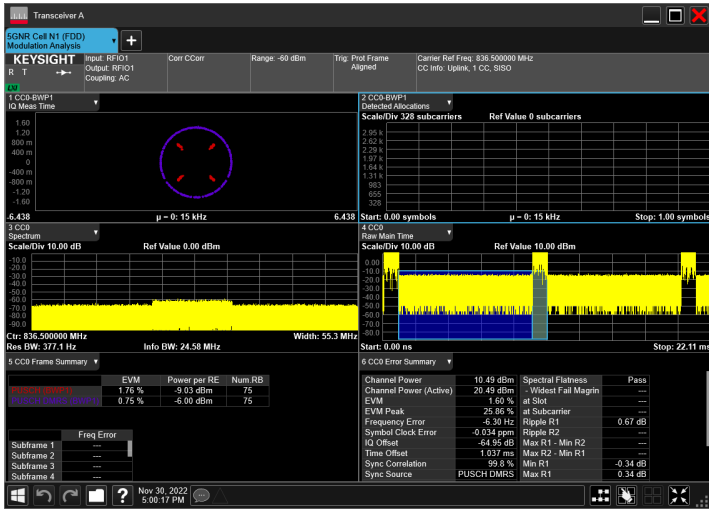 Transceiver A
5GNR Cell N1 (FDD)
Modulation Analysis
+
KEYSIGHT
R T
LXI
Input: RFIO1
Output: RFIO1
Coupling: AC
Corr CCorr
Range: -60 dBm
Trig: Prot Frame
Aligned
Carrier Ref Freq: 836.500000 MHz
CC Info: Uplink, 1 CC, SISO
1 CC0-BWP1
IQ Meas Time
1.60
1.20
800 m
400 m
0
-400 m
-800 m
-1.20
-1.60
-6.438
μ = 0: 15 kHz
6.438
2 CC0-BWP1
Detected Allocations
Scale/Div 328 subcarriers
Ref Value 0 subcarriers
2.95 k
2.62 k
2.29 k
1.97 k
1.64 k
1.31 k
983
655
328
Start: 0.00 symbols
μ = 0: 15 kHz
Stop: 1.00 symbols
3 CC0
Spectrum
Scale/Div 10.00 dB
Ref Value 0.00 dBm
-10.0
-20.0
-30.0
-40.0
-50.0
-60.0
-70.0
-80.0
-90.0
Ctr: 836.500000 MHz
Width: 55.3 MHz
Res BW: 377.1 Hz
Info BW: 24.58 MHz
4 CC0
Raw Main Time
Scale/Div 10.00 dB
Ref Value 10.00 dBm
0.00
-10.0
-20.0
-30.0
-40.0
-50.0
-60.0
-70.0
-80.0
Start: 0.00 ns
Stop: 22.11 ms
5 CC0 Frame Summary
EVM Power per RE Num.RB
1.76 % -9.03 dBm 75
0.75 % -6.00 dBm 75
Freq Error
Subframe 1 ---
Subframe 2 ---
Subframe 3 ---
Subframe 4 ---
6 CC0 Error Summary
Channel Power 10.49 dBm Spectral Flatness Pass
Channel Power (Active) 20.49 dBm - Widest Fail Magrin ---
EVM 1.60 % at Slot ---
EVM Peak 25.86 % at Subcarrier ---
Frequency Error -6.30 Hz Ripple R1 0.67 dB
Symbol Clock Error -0.034 ppm Ripple R2 ---
IQ Offset -64.95 dB Max R1 - Min R2 ---
Time Offset 1.037 ms Max R2 - Min R1 ---
Sync Correlation 99.8 % Min R1 -0.34 dB
Sync Source PUSCH DMRS Max R1 0.34 dB
?
Nov 30, 2022
5:00:17 PM